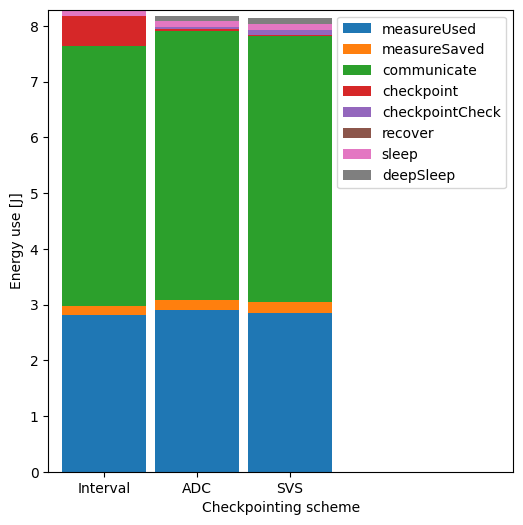 8
7
6
5
4
3
2
1
0
Energy use [J]
measureUsed
measureSaved
communicate
checkpoint
checkpointCheck
recover
sleep
deepSleep
Interval ADC SVS
Checkpointing scheme